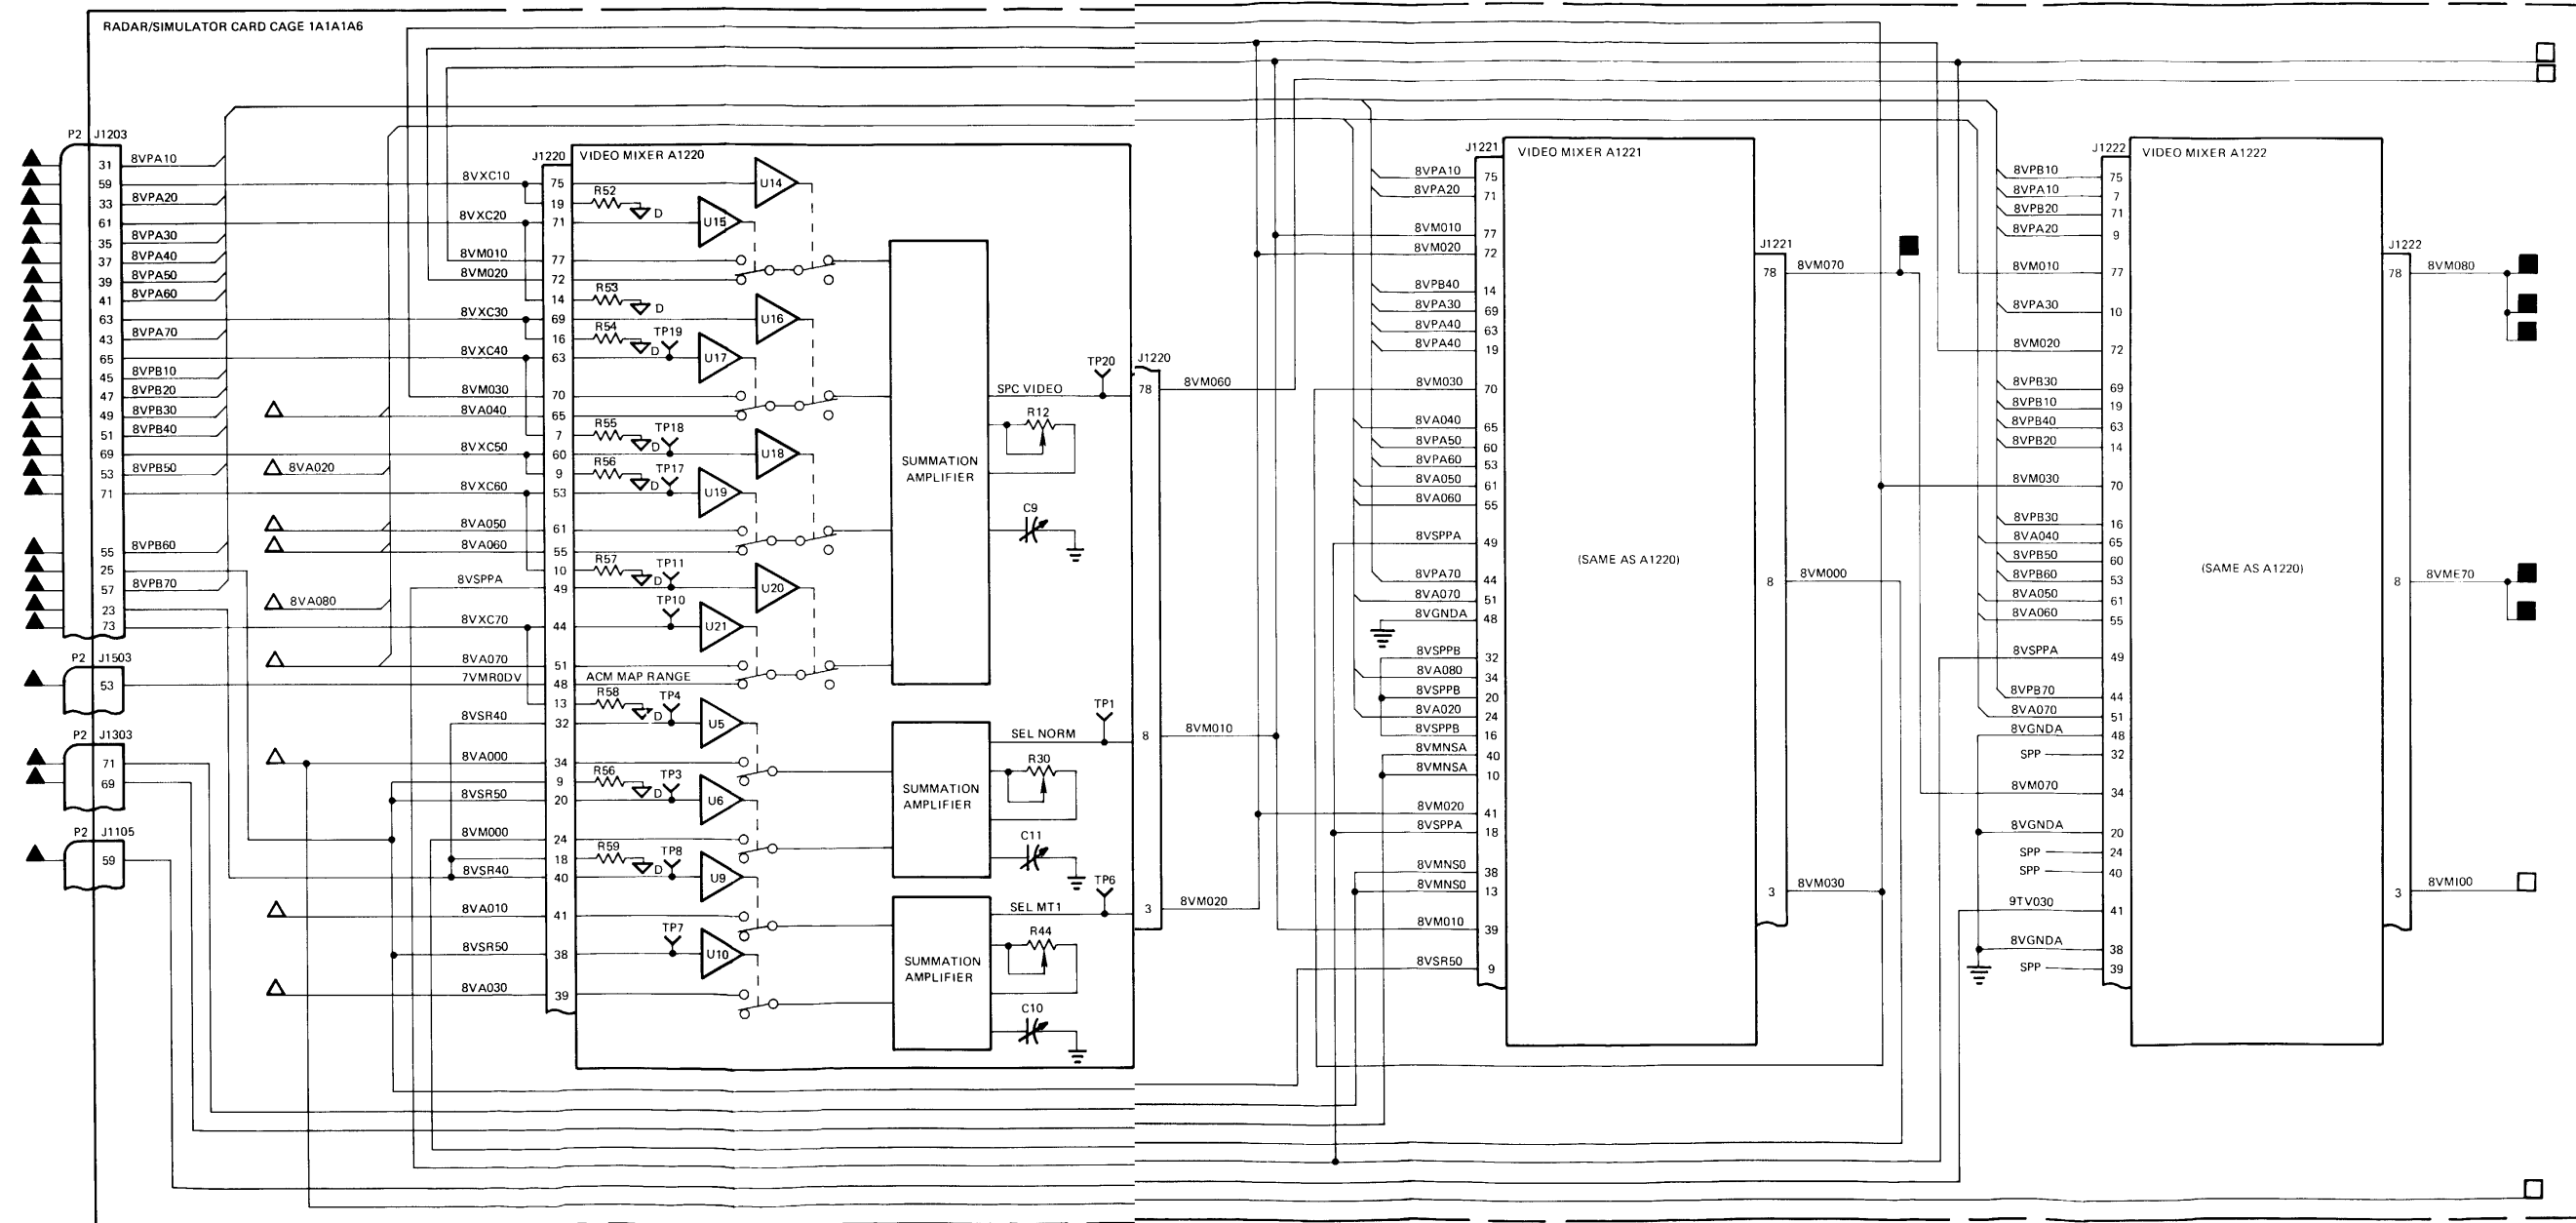 RADAR/SIMULATOR CARD CAGE 1A1A1A6
P2 J1203
31 8VPA10
59
33 8VPA20
61
35 8VPA30
37 8VPA40
39 8VPA50
41 8VPA60
63
43 8VPA70
65
45 8VPB10
47 8VPB20
49 8VPB30
51 8VPB40
69
53 8VPB50
71
55 8VPB60
25
57 8VPB70
23
73
P2 J1503
53
P2 J1303
71
69
P2 J1105
59
8VA020
8VA080
J1220 VIDEO MIXER A1220
8VXC10 75 U14
19 R52 D
8VXC20 71 U15
8VM010 77
8VM020 72
14 R53 D
8VXC30 69 U16
16 R54 D TP19
8VXC40 63 U17
8VM030 70
8VA040 65
7 R55 D TP18
8VXC50 60 U18
9 R56 D TP17
8VXC60 53 U19
8VA050 61
8VA060 55
10 R57 D TP11
8VSPPA 49 U20
TP10
8VXC70 44 U21
8VA070 51
7VMR0DV 48 ACM MAP RANGE
13 R58 D TP4
8VSR40 32 U5
8VA000 34
9 R56 D TP3
8VSR50 20 U6
8VM000 24
18 R59 D TP8
8VSR40 40 U9
8VA010 41
TP7
8VSR50 38 U10
8VA030 39
SUMMATION
AMPLIFIER
SPC VIDEO
TP20
R12
C9
SUMMATION
AMPLIFIER
SEL NORM
TP1
R30
C11
SUMMATION
AMPLIFIER
SEL MT1
TP6
R44
C10
J1220
78 8VM060
8 8VM010
3 8VM020
J1221 VIDEO MIXER A1221
8VPA10 75
8VPA20 71
8VM010 77
8VM020 72
8VPB40 14
8VPA30 69
8VPA40 63
8VPA40 19
8VM030 70
8VA040 65
8VPA50 60
8VPA60 53
8VA050 61
8VA060 55
8VSPPA 49
8VPA70 44
8VA070 51
8VGNDA 48
8VSPPB 32
8VA080 34
8VSPPB 20
8VA020 24
8VSPPB 16
8VMNSA 40
8VMNSA 10
8VM020 41
8VSPPA 18
8VMNS0 38
8VMNS0 13
8VM010 39
8VSR50 9
(SAME AS A1220)
J1221
78 8VM070
8 8VM000
3 8VM030
J1222 VIDEO MIXER A1222
8VPB10 75
8VPA10 7
8VPB20 71
8VPA20 9
8VM010 77
8VPA30 10
8VM020 72
8VPB30 69
8VPB10 19
8VPB40 63
8VPB20 14
8VM030 70
8VPB30 16
8VA040 65
8VPB50 60
8VPB60 53
8VA050 61
8VA060 55
8VSPPA 49
8VPB70 44
8VA070 51
8VGNDA 48
SPP 32
8VM070 34
8VGNDA 20
SPP 24
SPP 40
9TV030 41
8VGNDA 38
SPP 39
(SAME AS A1220)
J1222
78 8VM080
8 8VME70
3 8VM100